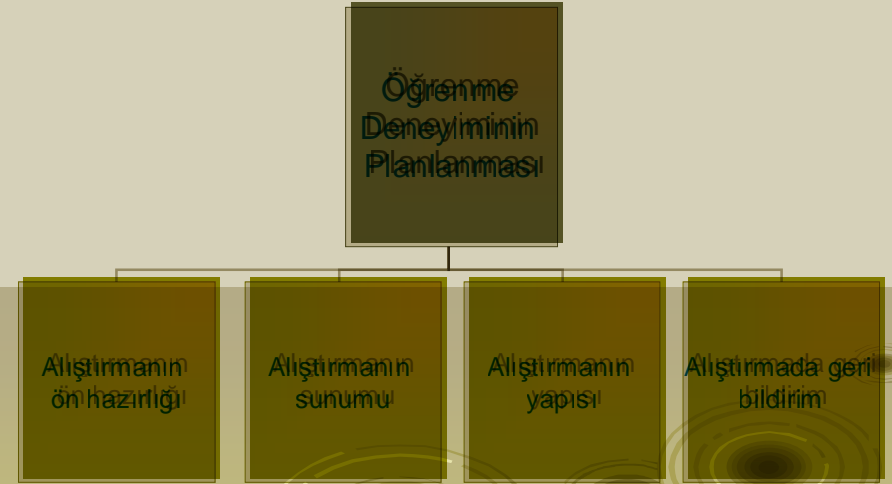 Öğrenme
Deneyiminin
Planlanması
Alıştırmanın
ön hazırlığı
Alıştırmanın
sunumu
Alıştırmanın
yapısı
Alıştırmada geri
bildirim